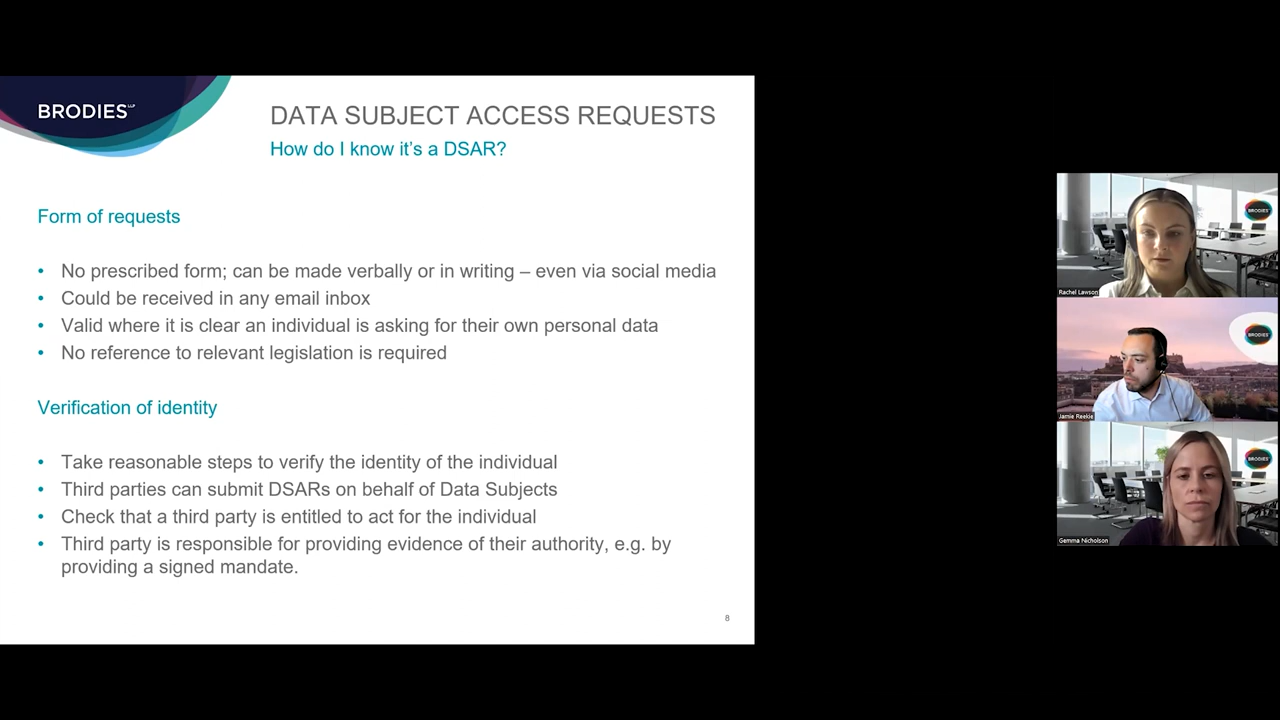 BRODIES LLP
DATA SUBJECT ACCESS REQUESTS
How do I know it's a DSAR?
Form of requests
• No prescribed form; can be made verbally or in writing – even via social media
• Could be received in any email inbox
• Valid where it is clear an individual is asking for their own personal data
• No reference to relevant legislation is required
Verification of identity
• Take reasonable steps to verify the identity of the individual
• Third parties can submit DSARs on behalf of Data Subjects
• Check that a third party is entitled to act for the individual
• Third party is responsible for providing evidence of their authority, e.g. by
providing a signed mandate.
8
BRODIES
Rachel Lawson
BRODIES
Jamie Reekie
BRODIES
Gemma Nicholson